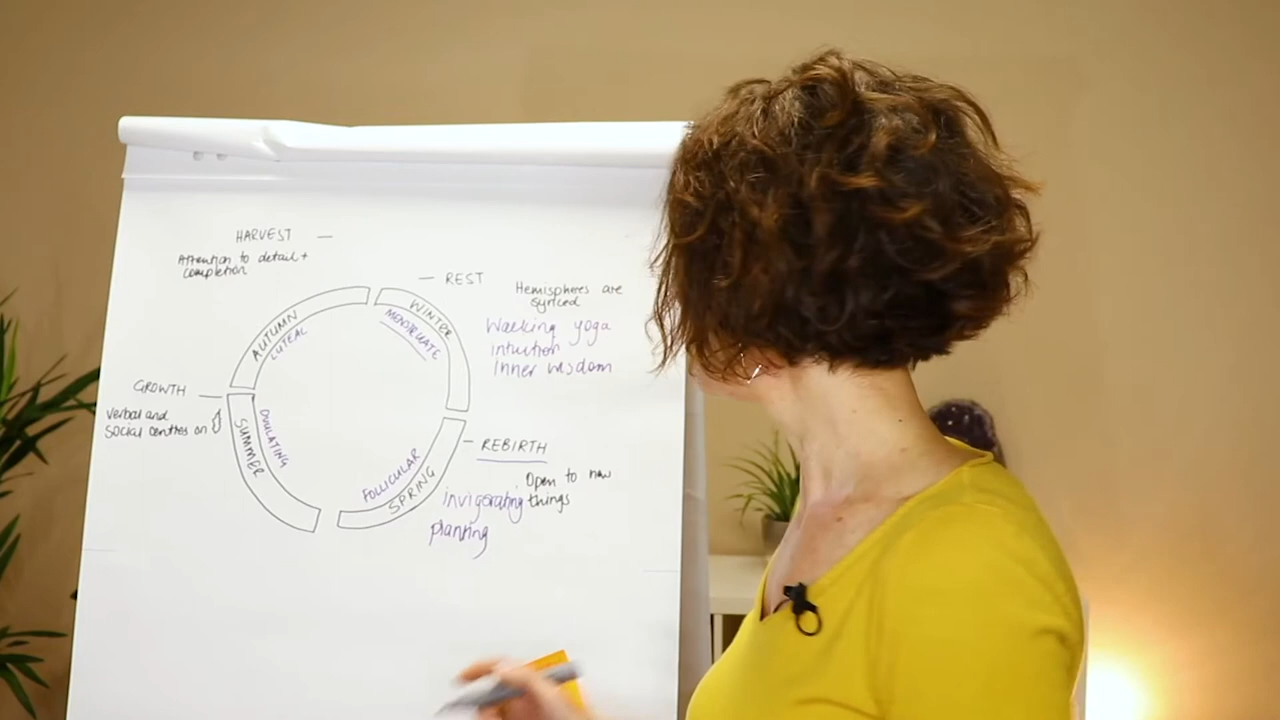 HARVEST —
Attention to detail +
completion
— REST
Hemispheres are
synced
Walking yoga
intuition
inner wisdom
WINTER
MENSTRUATE
AUTUMN
LUTEAL
GROWTH —
verbal and
social centres on
SUMMER
OVULATING
FOLLICULAR
SPRING
— REBIRTH
Open to new
things
invigorating
planning